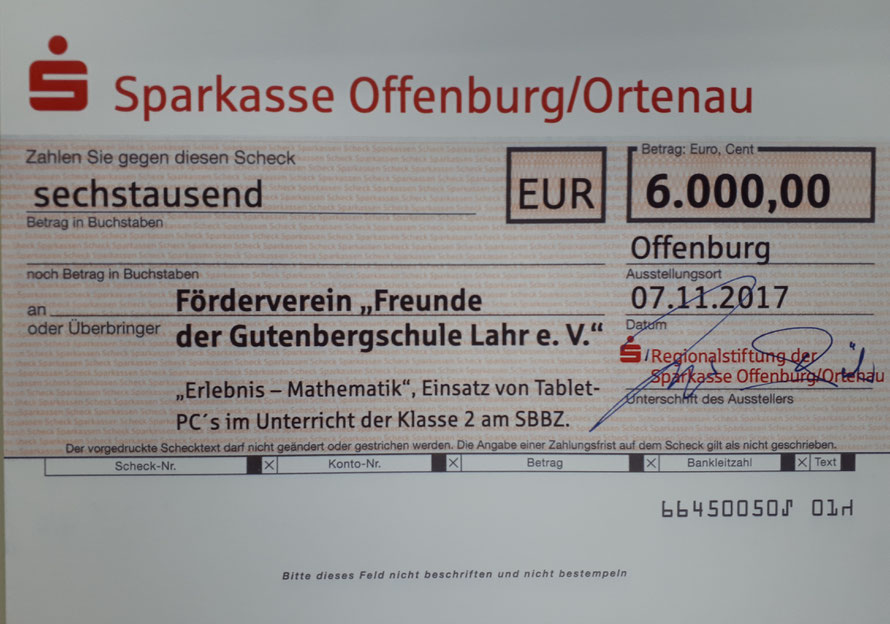 Sparkasse Offenburg/Ortenau
Zahlen Sie gegen diesen Scheck
sechstausend
Betrag in Buchstaben
EUR
Betrag: Euro, Cent
6.000,00
noch Betrag in Buchstaben
Offenburg
Ausstellungsort
07.11.2017
Datum
an
oder Überbringer
Förderverein „Freunde
der Gutenbergschule Lahr e. V.“
Regionalstiftung der
Sparkasse Offenburg/Ortenau
Unterschrift des Ausstellers
„Erlebnis – Mathematik“, Einsatz von Tablet-
PC´s im Unterricht der Klasse 2 am SBBZ.
Der vorgedruckte Schecktext darf nicht geändert oder gestrichen werden. Die Angabe einer Zahlungsfrist auf dem Scheck gilt als nicht geschrieben.
Scheck-Nr. X Konto-Nr. X Betrag X Bankleitzahl X Text
66450050⑀ 01⑁
Bitte dieses Feld nicht beschriften und nicht bestempeln